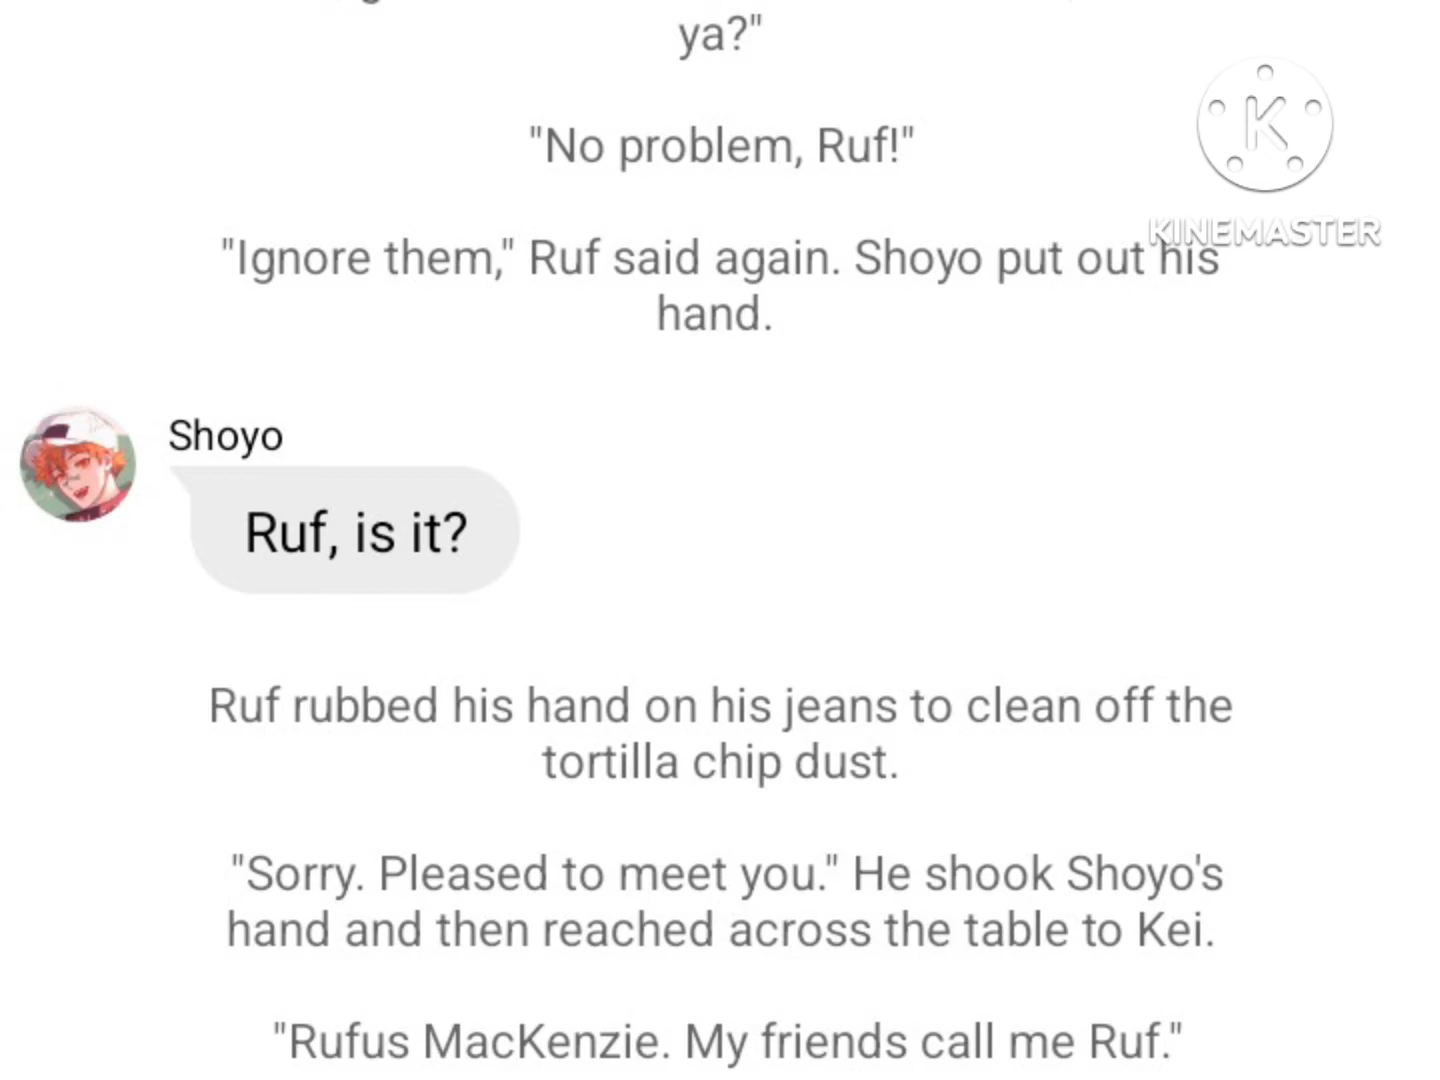 ya?"
"No problem, Ruf!"
KINEMASTER
"Ignore them," Ruf said again. Shoyo put out his
hand.
Shoyo
Ruf, is it?
Ruf rubbed his hand on his jeans to clean off the
tortilla chip dust.
"Sorry. Pleased to meet you." He shook Shoyo's
hand and then reached across the table to Kei.
"Rufus MacKenzie. My friends call me Ruf."